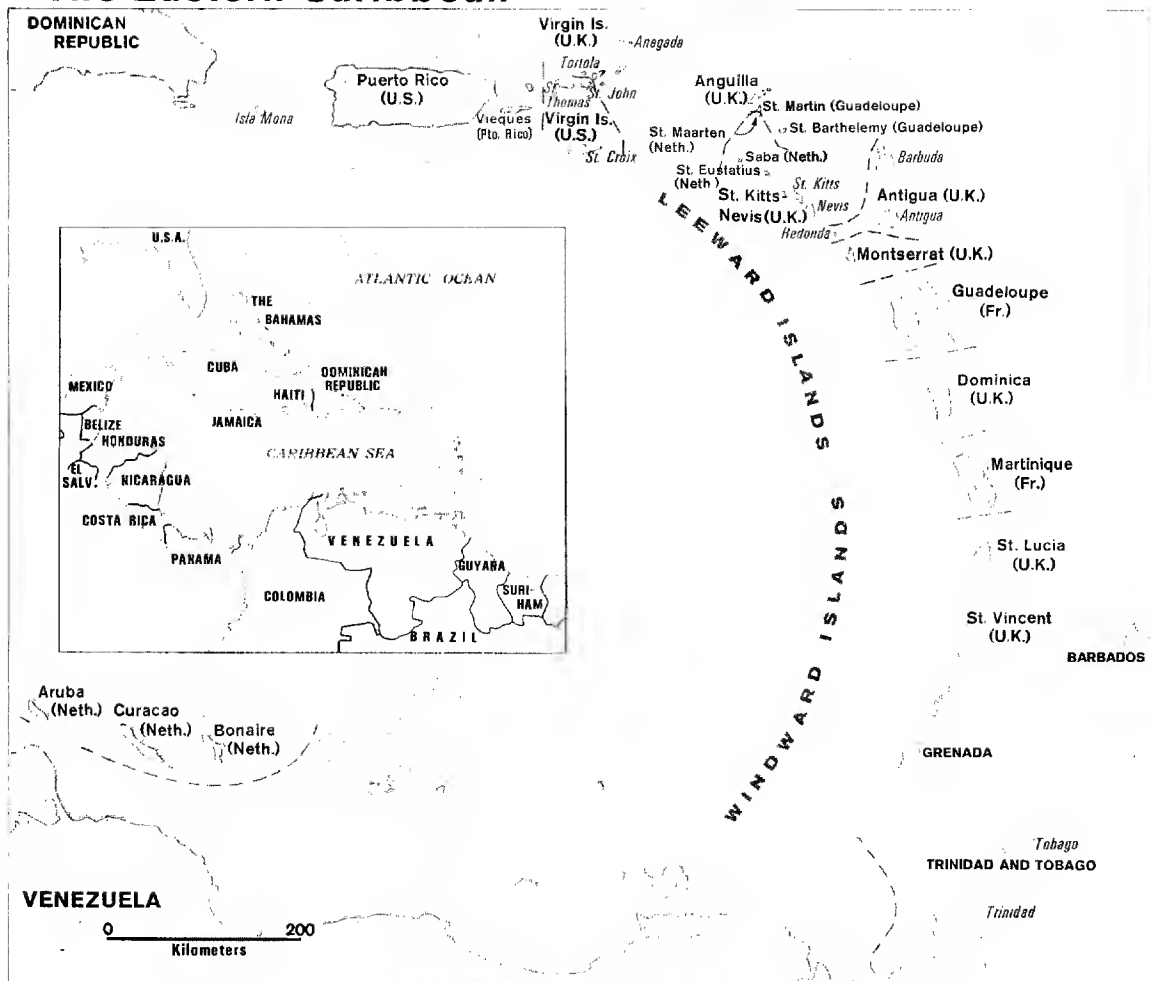 DOMINICAN
REPUBLIC
Virgin Is.
(U.K.)
Anegada
Tortola
Puerto Rico
(U.S.)
St.
Thomas
St. John
Isla Mona
Vieques
(Pto. Rico)
Virgin Is.
(U.S.)
St. Croix
Anguilla
(U.K.)
St. Martin (Guadeloupe)
St. Maarten
(Neth.)
St. Barthelemy (Guadeloupe)
Saba (Neth.)
Barbuda
St. Eustatius
(Neth)
St. Kitts
St. Kitts
Nevis (U.K.)
Nevis
Antigua (U.K.)
Antigua
Redonda
Montserrat (U.K.)
LEEWARD ISLANDS
Guadeloupe
(Fr.)
Dominica
(U.K.)
Martinique
(Fr.)
St. Lucia
(U.K.)
St. Vincent
(U.K.)
BARBADOS
WINDWARD ISLANDS
GRENADA
Tobago
TRINIDAD AND TOBAGO
Trinidad
U.S.A.
ATLANTIC OCEAN
THE
BAHAMAS
CUBA
DOMINICAN
REPUBLIC
MEXICO
HAITI
JAMAICA
BELIZE
HONDURAS
CARIBBEAN SEA
EL
SALV.
NICARAGUA
COSTA RICA
PANAMA
VENEZUELA
GUYANA
COLOMBIA
SURI-
NAM
BRAZIL
Aruba
(Neth.)
Curacao
(Neth.)
Bonaire
(Neth.)
VENEZUELA
0 200
Kilometers